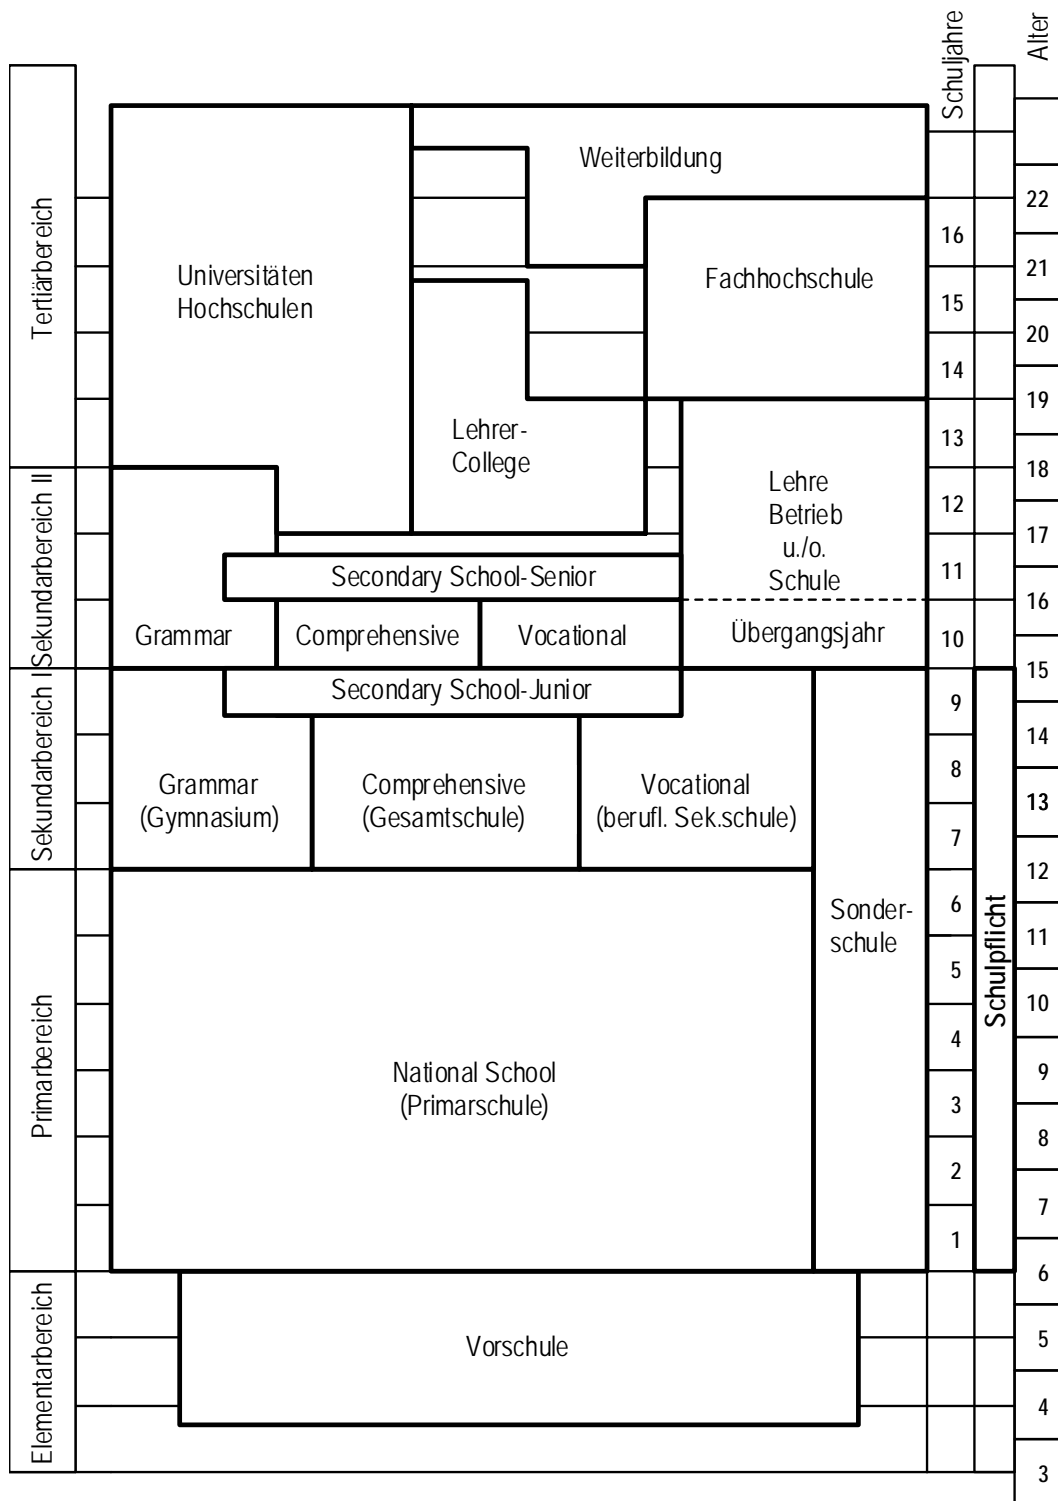 Schuljahre
Alter
Tertiärbereich
Sekundarbereich II
Sekundarbereich I
Primarbereich
Elementarbereich
Weiterbildung
Universitäten
Hochschulen
Fachhochschule
Lehrer-
College
Lehre
Betrieb
u./o.
Schule
Secondary School-Senior
Grammar
Comprehensive
Vocational
Übergangsjahr
Secondary School-Junior
Grammar
(Gymnasium)
Comprehensive
(Gesamtschule)
Vocational
(berufl. Sek.schule)
Sonder-
schule
National School
(Primarschule)
Vorschule
16
15
14
13
12
11
10
9
8
7
6
5
4
3
2
1
Schulpflicht
22
21
20
19
18
17
16
15
14
13
12
11
10
9
8
7
6
5
4
3